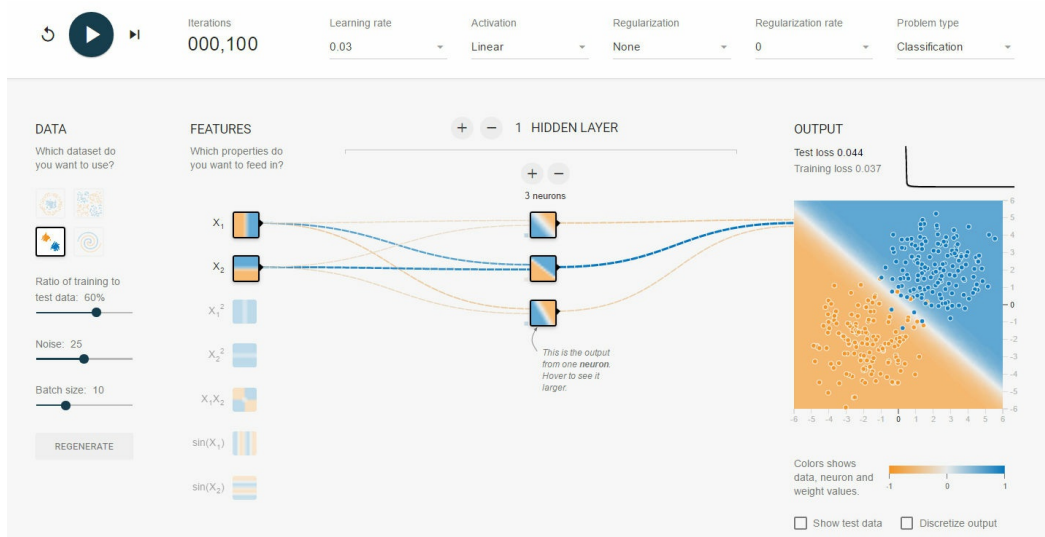 Iterations
000,100
Learning rate
0.03
Activation
Linear
Regularization
None
Regularization rate
0
Problem type
Classification
DATA
Which dataset do
you want to use?
Ratio of training to
test data: 60%
Noise: 25
Batch size: 10
REGENERATE
FEATURES
Which properties do
you want to feed in?
X₁
X₂
X₁²
X₂²
X₁X₂
sin(X₁)
sin(X₂)
+ − 1 HIDDEN LAYER
+ −
3 neurons
This is the output
from one neuron.
Hover to see it
larger.
OUTPUT
Test loss 0.044
Training loss 0.037
6
5
4
3
2
1
0
-1
-2
-3
-4
-5
-6
-6 -5 -4 -3 -2 -1 0 1 2 3 4 5 6
Colors shows
data, neuron and
weight values.
-1 0 1
Show test data
Discretize output